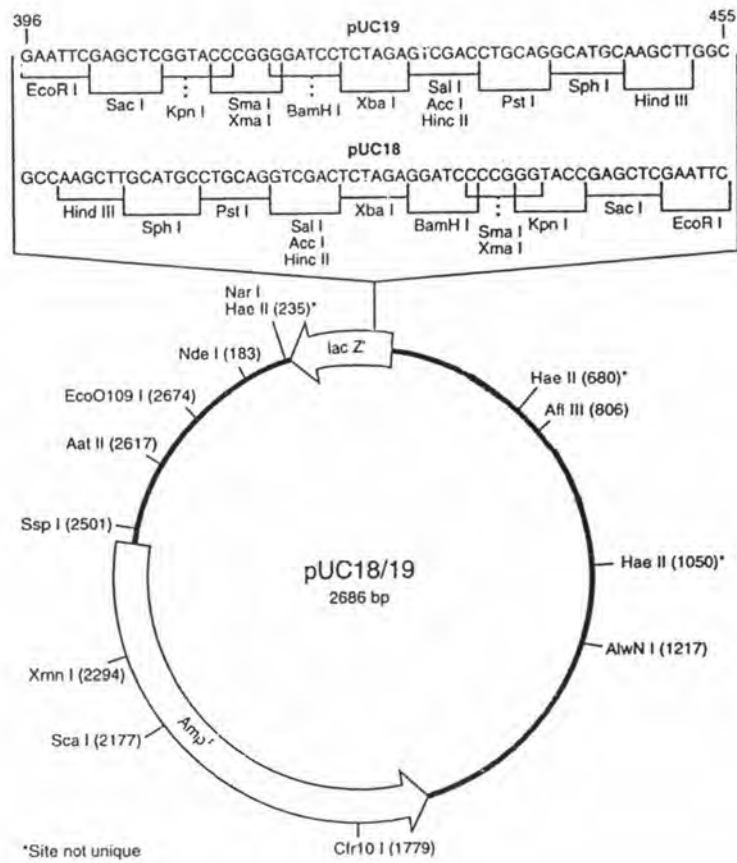 396
pUC19
455
GAATTCGAGCTCGGTACCCGGGGATCCTCTAGAGTCGACCTGCAGGCATGCAAGCTTGGC
EcoR I
Sac I
Kpn I
Sma I
Xma I
BamH I
Xba I
Sal I
Acc I
Hinc II
Pst I
Sph I
Hind III
pUC18
GCCAAGCTTGCATGCCTGCAGGTCGACTCTAGAGGATCCCCGGGTACCGAGCTCGAATTC
Hind III
Sph I
Pst I
Sal I
Acc I
Hinc II
Xba I
BamH I
Sma I
Xma I
Kpn I
Sac I
EcoR I
Nar I
Hae II (235)*
lac Z'
Nde I (183)
Hae II (680)*
EcoO109 I (2674)
Afl III (806)
Aat II (2617)
Ssp I (2501)
pUC18/19
2686 bp
Hae II (1050)*
AlwN I (1217)
Xmn I (2294)
Sca I (2177)
Amp r
Cfr10 I (1779)
*Site not unique